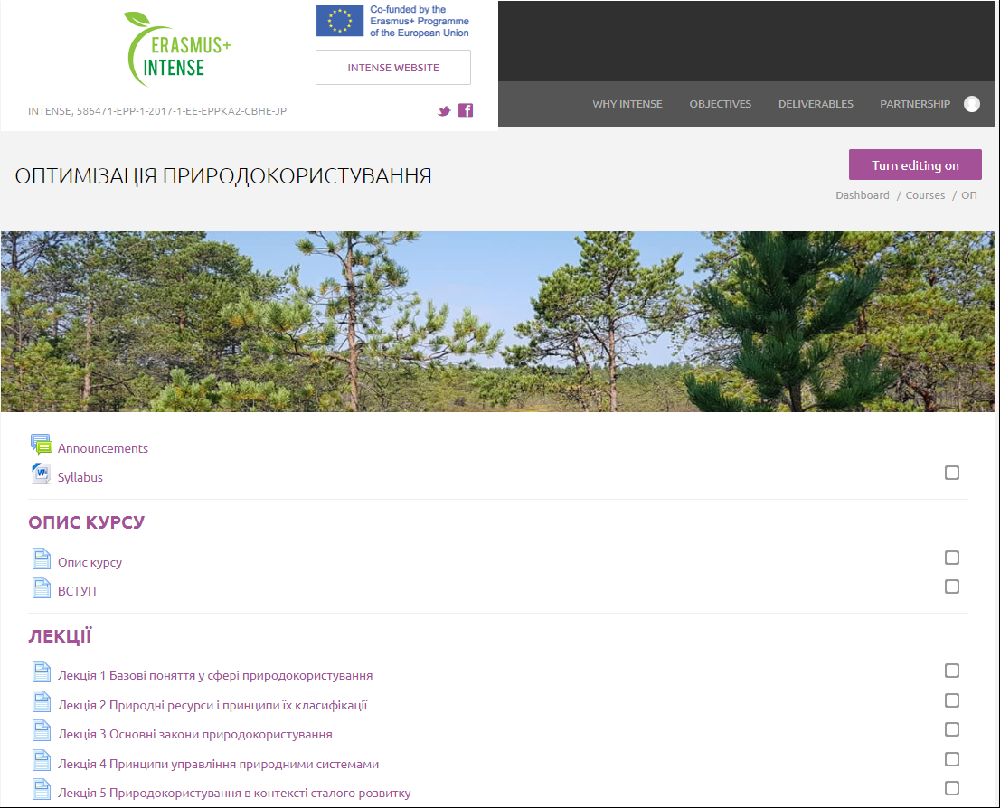 ERASMUS+
INTENSE
Co-funded by the
Erasmus+ Programme
of the European Union
INTENSE WEBSITE
INTENSE, 586471-EPP-1-2017-1-EE-EPPKA2-CBHE-JP
WHY INTENSE OBJECTIVES DELIVERABLES PARTNERSHIP
ОПТИМІЗАЦІЯ ПРИРОДОКОРИСТУВАННЯ
Turn editing on
Dashboard / Courses / ОП
Announcements
Syllabus
ОПИС КУРСУ
Опис курсу
ВСТУП
ЛЕКЦІЇ
Лекція 1 Базові поняття у сфері природокористування
Лекція 2 Природні ресурси і принципи їх класифікації
Лекція 3 Основні закони природокористування
Лекція 4 Принципи управління природними системами
Лекція 5 Природокористування в контексті сталого розвитку